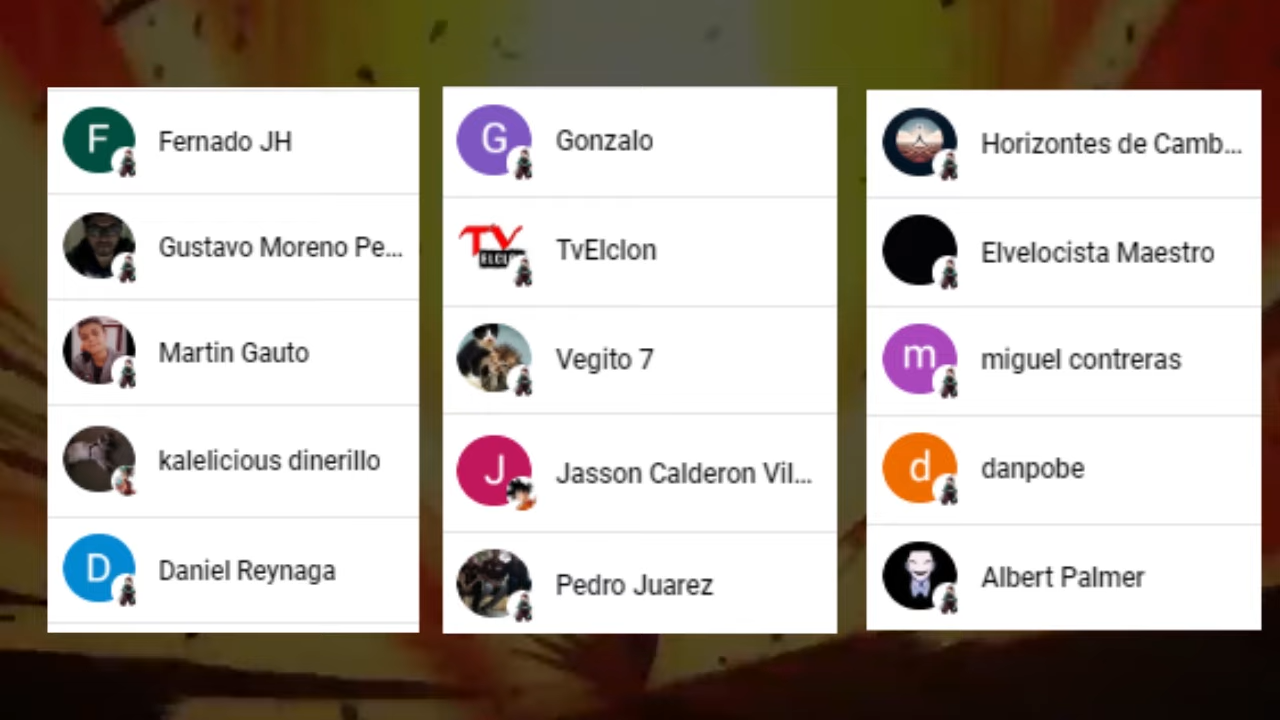 F
Fernado JH
Gustavo Moreno Pe...
Martin Gauto
kalelicious dinerillo
D
Daniel Reynaga
G
Gonzalo
TV
TvElclon
Vegito 7
J
Jasson Calderon Vil...
Pedro Juarez
Horizontes de Camb...
Elvelocista Maestro
m
miguel contreras
d
danpobe
Albert Palmer